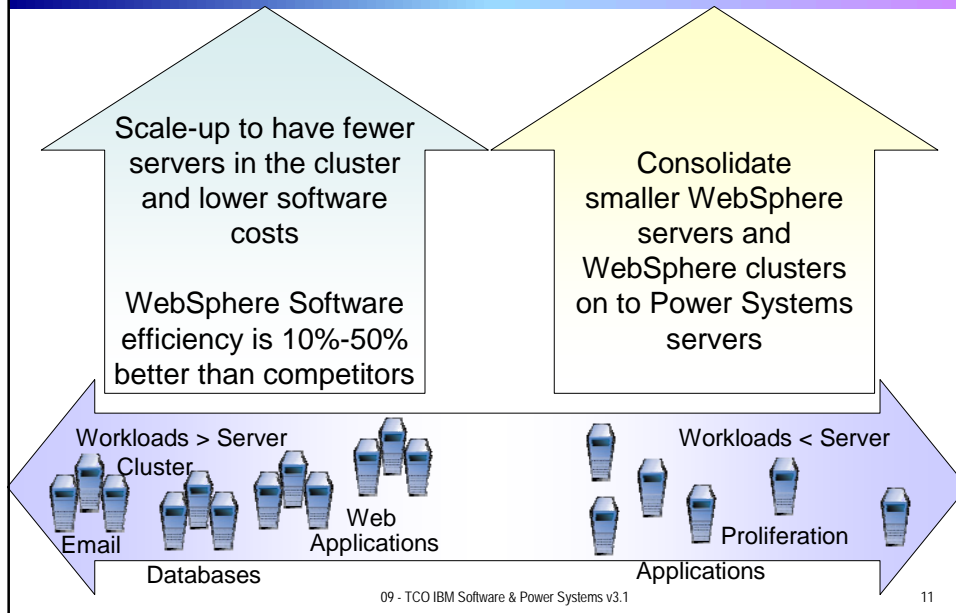 Scale-up to have fewer
servers in the cluster
and lower software
costs
WebSphere Software
efficiency is 10%-50%
better than competitors
Consolidate
smaller WebSphere
servers and
WebSphere clusters
on to Power Systems
servers
Workloads > Server
Cluster
Email
Databases
Web
Applications
Workloads < Server
Proliferation
Applications
09 - TCO IBM Software & Power Systems v3.1
11